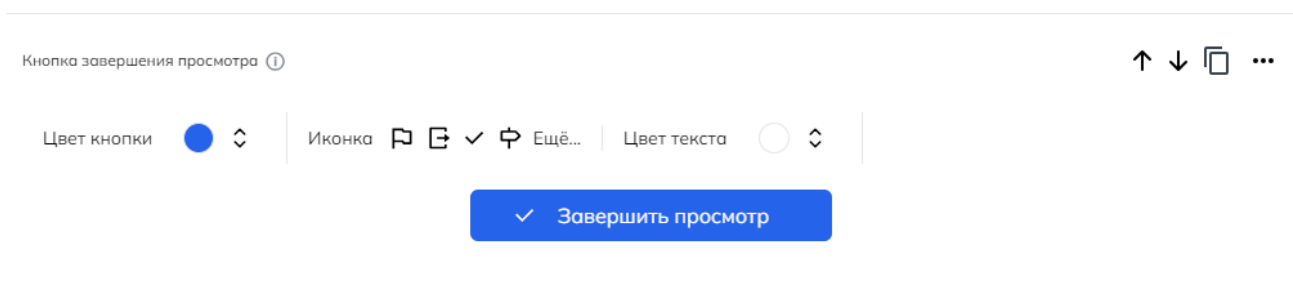 Кнопка завершения просмотра
Цвет кнопки Иконка Ещё... Цвет текста
Завершить просмотр